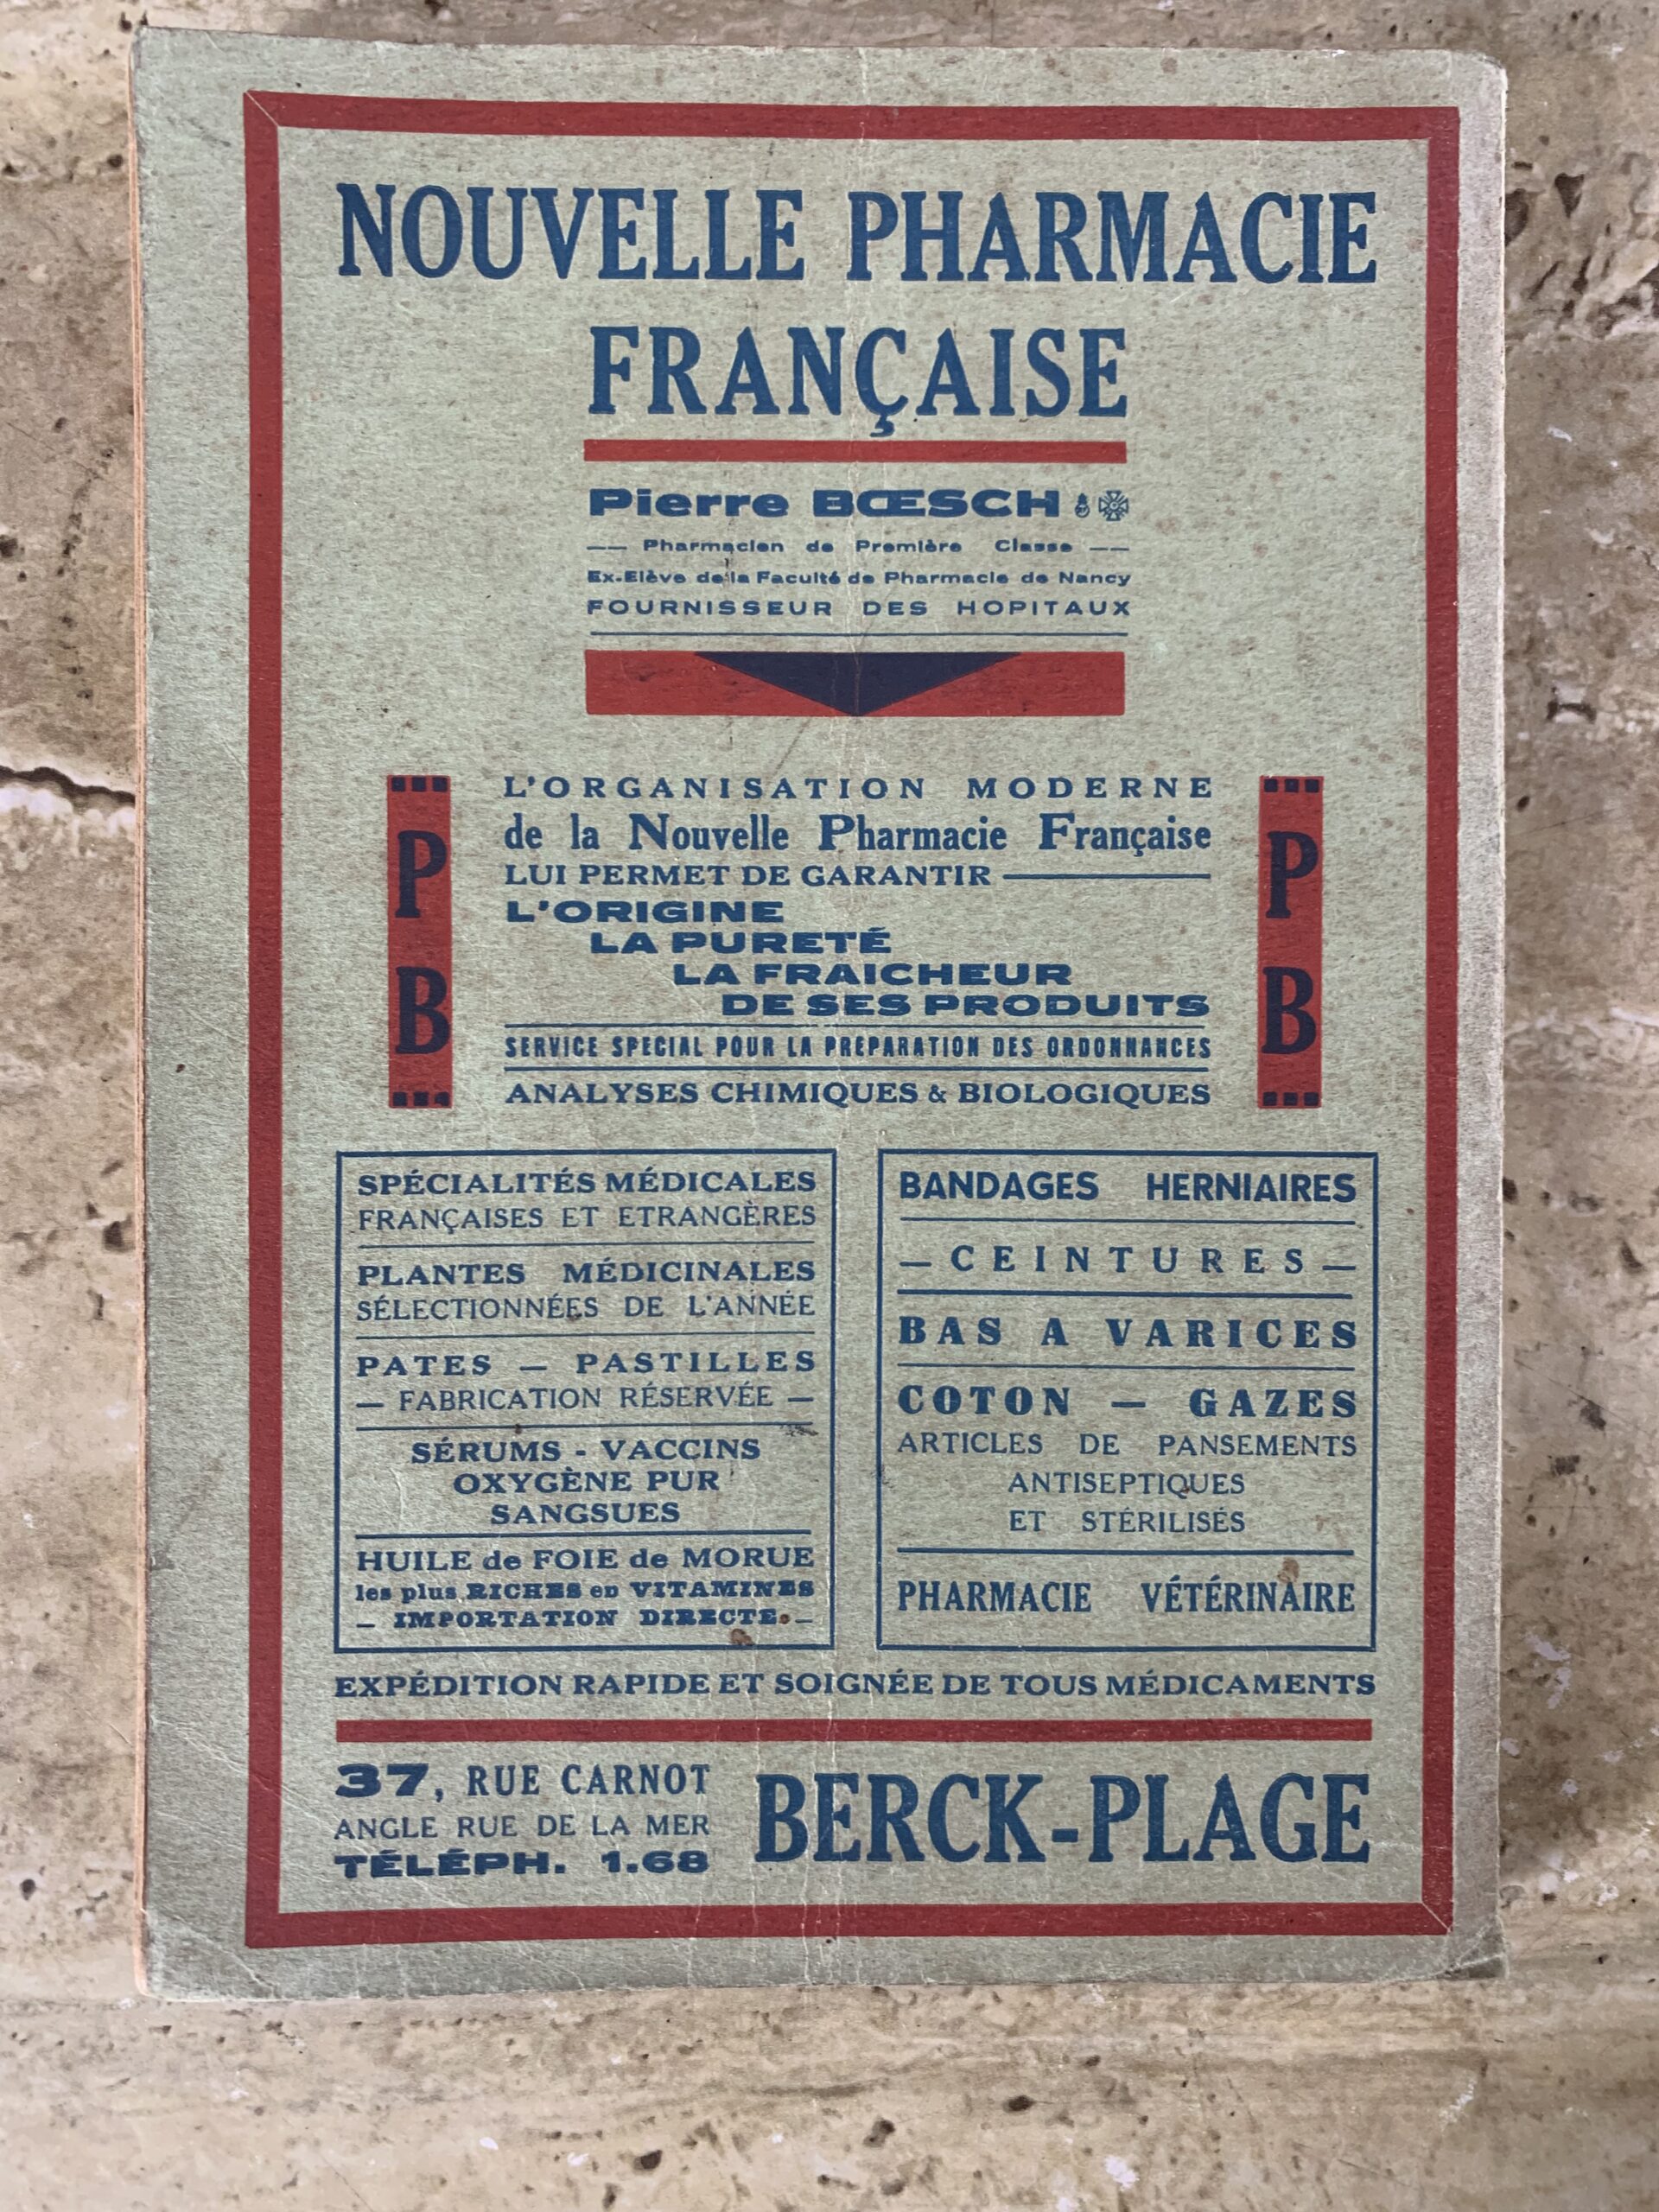 NOUVELLE PHARMACIE
FRANÇAISE
Pierre BŒSCH
—— Pharmacien de Première Classe ——
Ex-Elève de la Faculté de Pharmacie de Nancy
FOURNISSEUR DES HOPITAUX
P
B
L'ORGANISATION MODERNE
de la Nouvelle Pharmacie Française
LUI PERMET DE GARANTIR ——
L'ORIGINE
LA PURETÉ
LA FRAICHEUR
DE SES PRODUITS
SERVICE SPECIAL POUR LA PREPARATION DES ORDONNANCES
ANALYSES CHIMIQUES & BIOLOGIQUES
P
B
SPÉCIALITÉS MÉDICALES
FRANÇAISES ET ETRANGÈRES
PLANTES MÉDICINALES
SÉLECTIONNÉES DE L'ANNÉE
PATES — PASTILLES
— FABRICATION RÉSERVÉE —
SÉRUMS - VACCINS
OXYGÈNE PUR
SANGSUES
HUILE de FOIE de MORUE
les plus RICHES en VITAMINES
— IMPORTATION DIRECTE —
BANDAGES HERNIAIRES
— CEINTURES —
BAS A VARICES
COTON — GAZES
ARTICLES DE PANSEMENTS
ANTISEPTIQUES
ET STÉRILISÉS
PHARMACIE VÉTÉRINAIRE
EXPÉDITION RAPIDE ET SOIGNÉE DE TOUS MÉDICAMENTS
37, RUE CARNOT
ANGLE RUE DE LA MER
TÉLÉPH. 1.68
BERCK-PLAGE